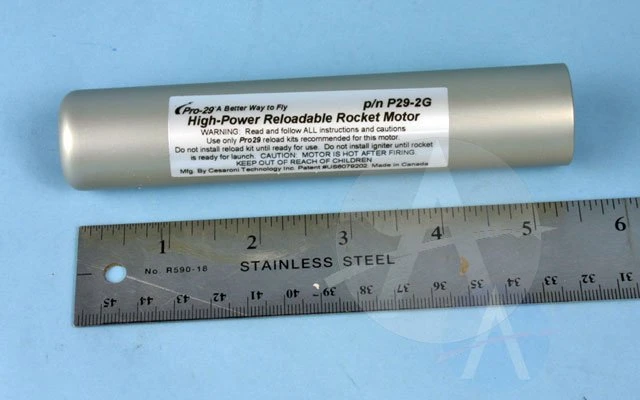 Pro-29™ A Better Way to Fly p/n P29-2G
High-Power Reloadable Rocket Motor
WARNING: Read and follow ALL instructions and cautions
Use only Pro29 reload kits recommended for this motor.
Do not install reload kit until ready for use. Do not install igniter until rocket
is ready for launch. CAUTION: MOTOR IS HOT AFTER FIRING.
KEEP OUT OF REACH OF CHILDREN
Mfg. By Cesaroni Technology Inc. Patent #US6079202 Made in Canada
1 2 3 4 5 6
No R590-18 STAINLESS STEEL
45 44 43 42 41 40 39 38 37 36 35 34 33 32 31